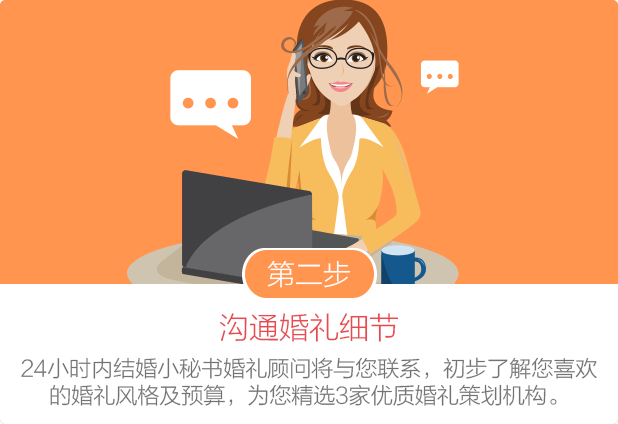 第二步
沟通婚礼细节
24小时内结婚小秘书婚礼顾问将与您联系，初步了解您喜欢
的婚礼风格及预算，为您精选3家优质婚礼策划机构。